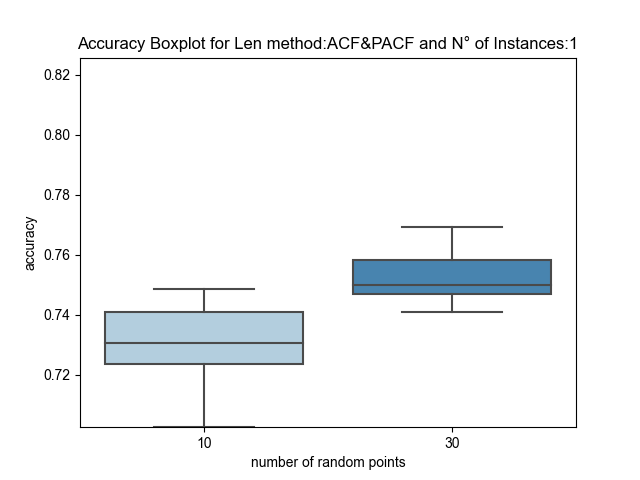 Accuracy Boxplot for Len method:ACF&PACF and N° of Instances:1
0.82
0.80
0.78
0.76
0.74
0.72
accuracy
10
30
number of random points